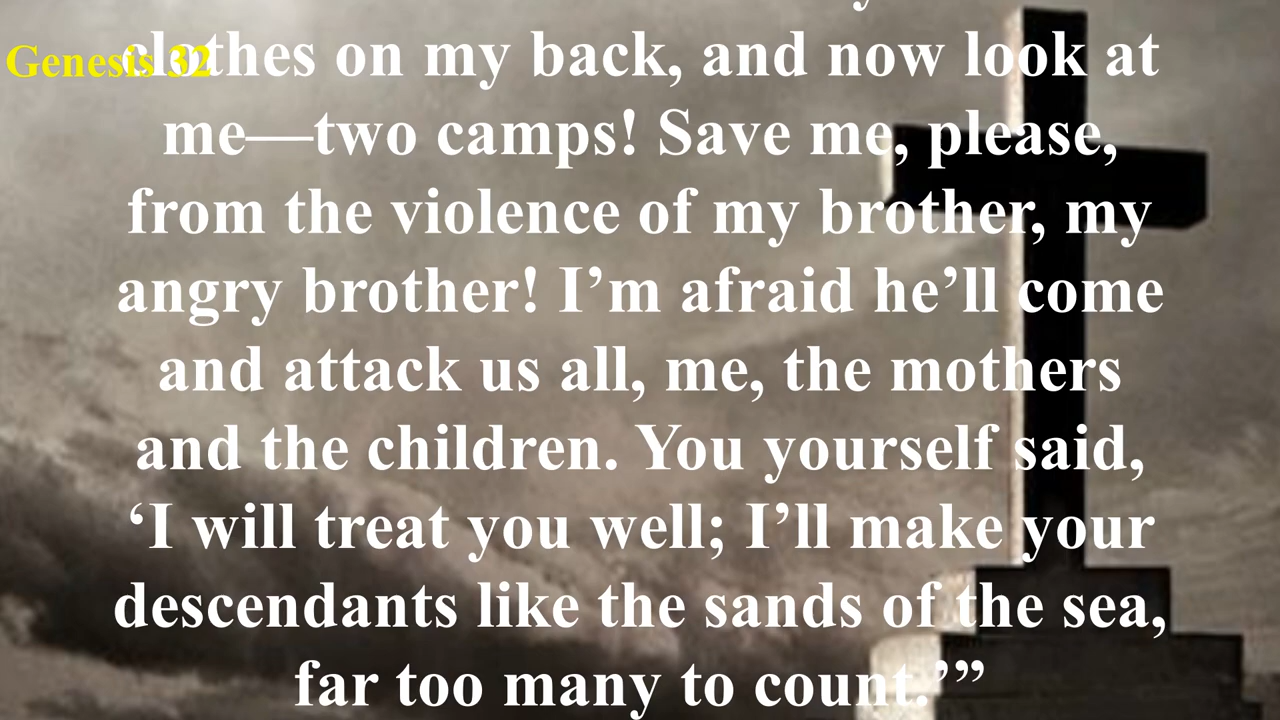 Genesis 32
clothes on my back, and now look at
me—two camps! Save me, please,
from the violence of my brother, my
angry brother! I’m afraid he’ll come
and attack us all, me, the mothers
and the children. You yourself said,
‘I will treat you well; I’ll make your
descendants like the sands of the sea,
far too many to count.’”